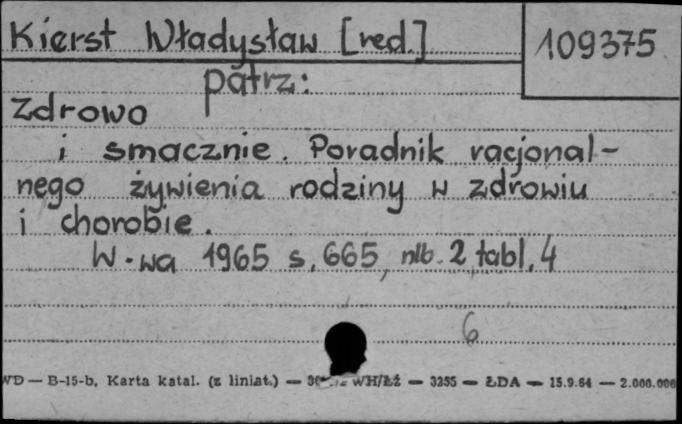 Kierst Władysław [red.] 109375
patrz:
Zdrowo
i smacznie. Poradnik racjonal-
nego żywienia rodziny w zdrowiu
i chorobie.
W-wa 1965 s. 665, nlb. 2, tabl. 4
6
WD — B-15-b. Karta katal. (z liniat.) — WH/ŁŹ — 3255 — ŁDA — 15.9.64 — 2.000.000